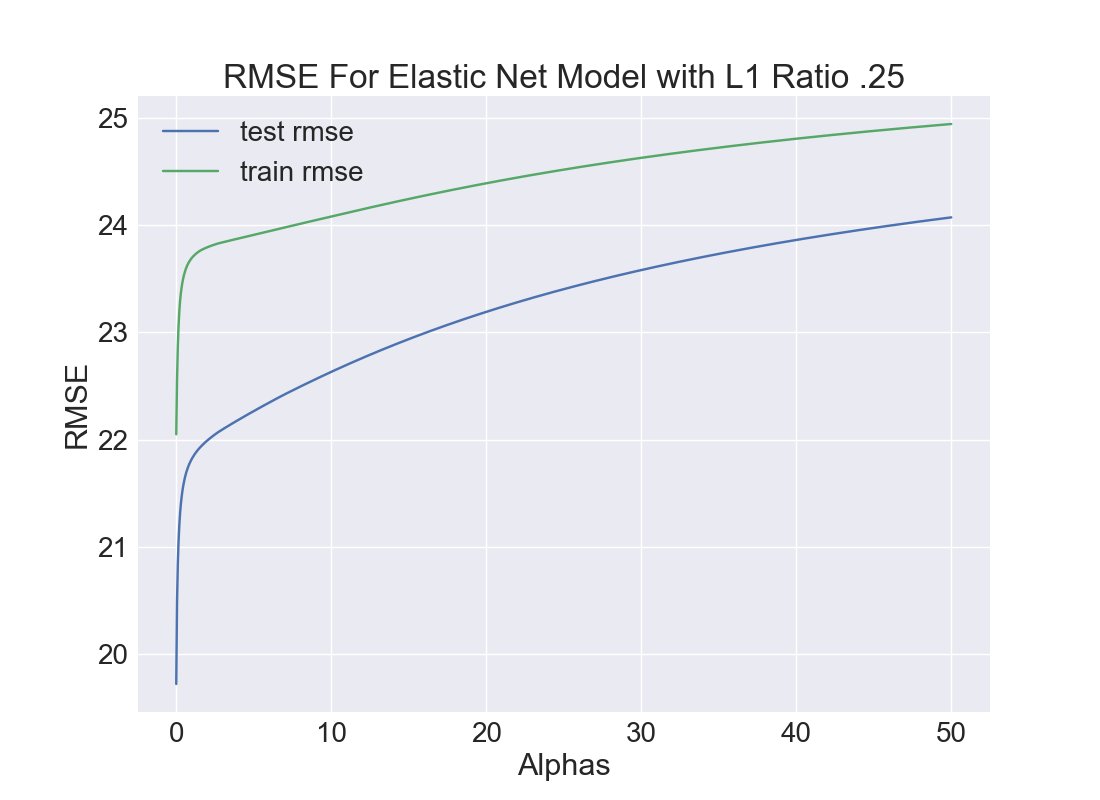 RMSE For Elastic Net Model with L1 Ratio .25
25
24
23
22
21
20
test rmse
train rmse
RMSE
0 10 20 30 40 50
Alphas